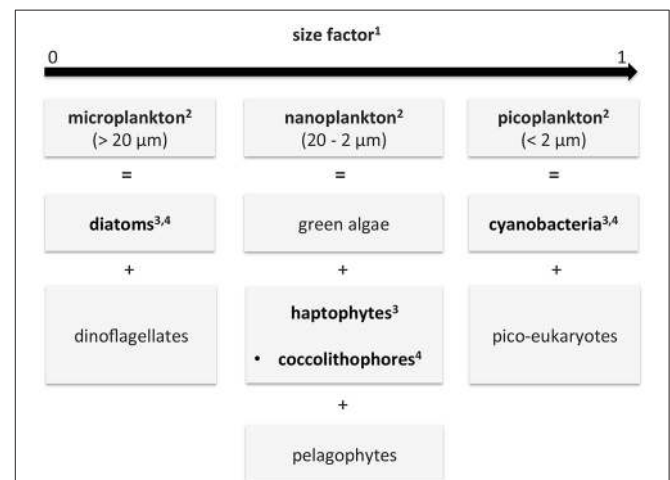 size factor¹
0 1
microplankton² nanoplankton² picoplankton²
(> 20 µm) (20 - 2 µm) (< 2 µm)
= = =
diatoms³,⁴ green algae cyanobacteria³,⁴
+ + +
haptophytes³
dinoflagellates pico-eukaryotes
• coccolithophores⁴
+
pelagophytes